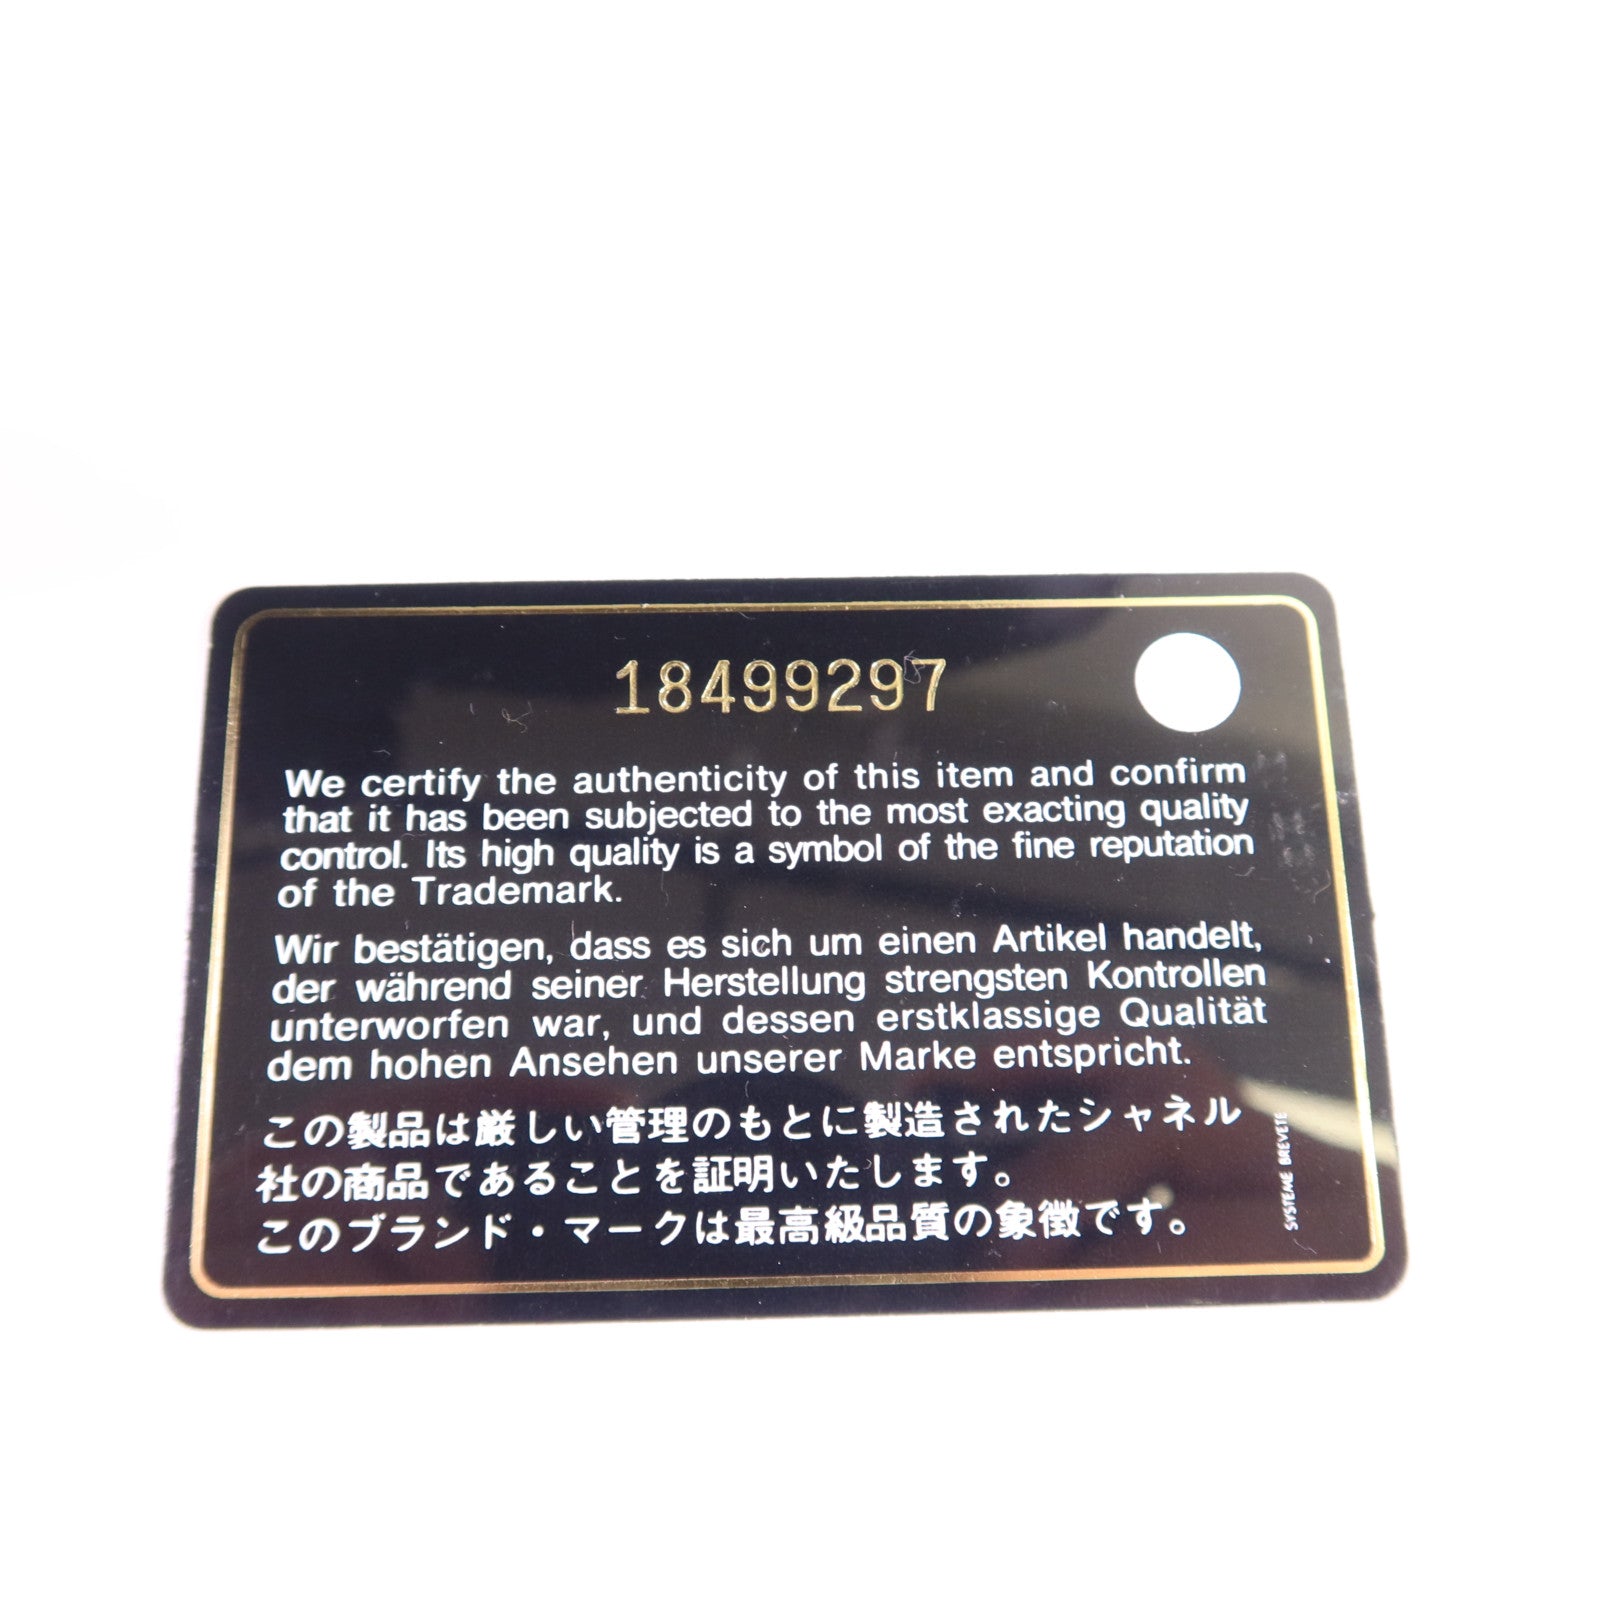 18499297
We certify the authenticity of this item and confirm
that it has been subjected to the most exacting quality
control. Its high quality is a symbol of the fine reputation
of the Trademark.
Wir bestätigen, dass es sich um einen Artikel handelt,
der während seiner Herstellung strengsten Kontrollen
unterworfen war, und dessen erstklassige Qualität
dem hohen Ansehen unserer Marke entspricht.
この製品は厳しい管理のもとに製造されたシャネル
社の商品であることを証明いたします。
このブランド・マークは最高級品質の象徴です。
SYSTEME BREVETE